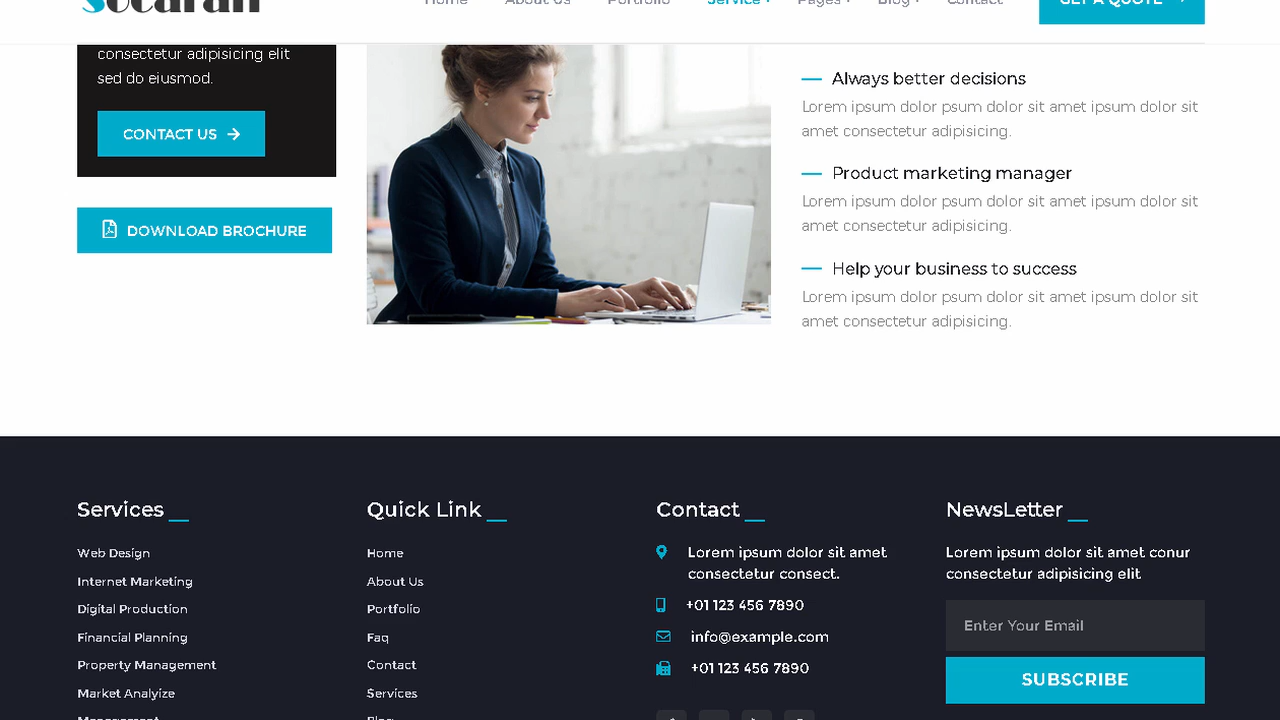 Socaran
Home About Us Portfolio Service Pages Blog Contact GET A QUOTE
consectetur adipisicing elit
sed do eiusmod.
CONTACT US
DOWNLOAD BROCHURE
Always better decisions
Lorem ipsum dolor psum dolor sit amet ipsum dolor sit
amet consectetur adipisicing.
Product marketing manager
Lorem ipsum dolor psum dolor sit amet ipsum dolor sit
amet consectetur adipisicing.
Help your business to success
Lorem ipsum dolor psum dolor sit amet ipsum dolor sit
amet consectetur adipisicing.
Services
Web Design
Internet Marketing
Digital Production
Financial Planning
Property Management
Market Analyize
Management
Quick Link
Home
About Us
Portfolio
Faq
Contact
Services
Blog
Contact
Lorem ipsum dolor sit amet
consectetur consect.
+01 123 456 7890
info@example.com
+01 123 456 7890
NewsLetter
Lorem ipsum dolor sit amet conur
consectetur adipisicing elit
Enter Your Email
SUBSCRIBE